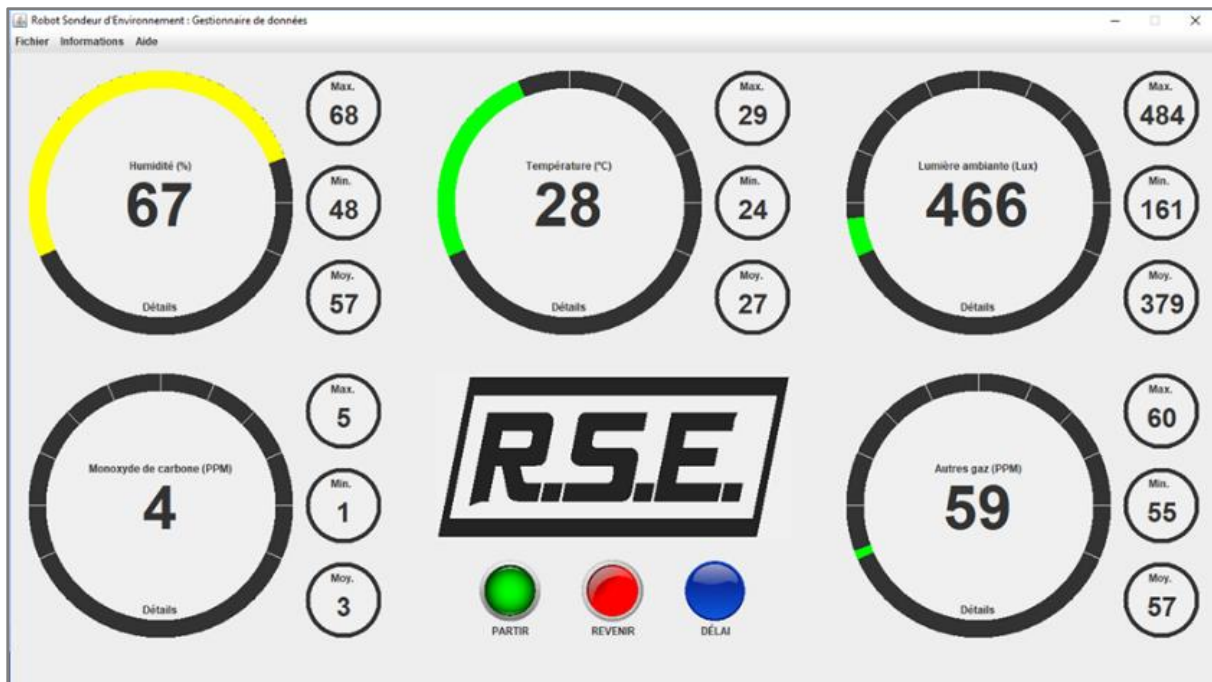 Robot Sondeur d'Environnement : Gestionnaire de données
Fichier Informations Aide
Humidité (%)
67
Détails
Max.
68
Min.
48
Moy.
57
Température (ºC)
28
Détails
Max.
29
Min.
24
Moy.
27
Lumière ambiante (Lux)
466
Détails
Max.
484
Min.
161
Moy.
379
Monoxyde de carbone (PPM)
4
Détails
Max.
5
Min.
1
Moy.
3
R.S.E.
PARTIR
REVENIR
DÉLAI
Autres gaz (PPM)
59
Détails
Max.
60
Min.
55
Moy.
57